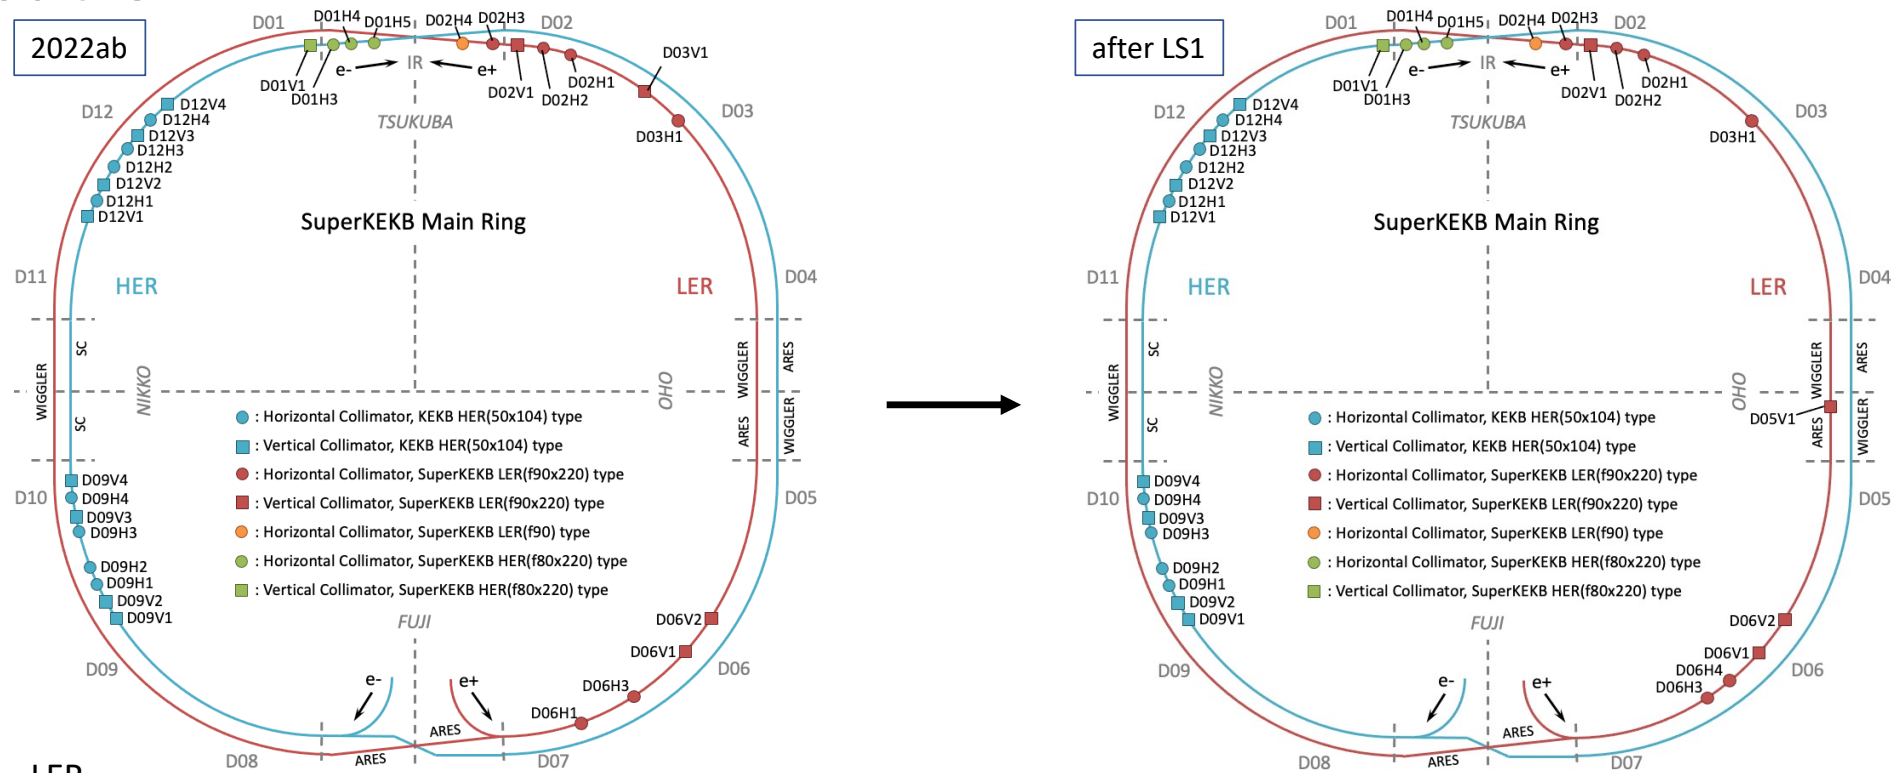 2022ab
D01
D01H4
D01H5
D02H4
D02H3
D02
D03V1
e-
IR
e+
D01V1
D01H3
D02V1
D02H2
D02H1
D03
D12
TSUKUBA
D03H1
D12V4
D12H4
D12V3
D12H3
D12H2
D12V2
D12H1
D12V1
SuperKEKB Main Ring
D11
HER
LER
D04
SC
WIGGLER
ARES
WIGGLER
NIKKO
OHO
SC
ARES
WIGGLER
: Horizontal Collimator, KEKB HER(50x104) type
: Vertical Collimator, KEKB HER(50x104) type
: Horizontal Collimator, SuperKEKB LER(f90x220) type
: Vertical Collimator, SuperKEKB LER(f90x220) type
: Horizontal Collimator, SuperKEKB LER(f90) type
: Horizontal Collimator, SuperKEKB HER(f80x220) type
: Vertical Collimator, SuperKEKB HER(f80x220) type
D10
D09V4
D09H4
D09V3
D09H3
D09H2
D09H1
D09V2
D09V1
D05
FUJI
D06V2
D06V1
D06H3
D06H1
D06
D09
e-
e+
ARES
ARES
D08
D07
after LS1
D01
D01H4
D01H5
D02H4
D02H3
D02
e-
IR
e+
D01V1
D01H3
D02V1
D02H2
D02H1
D03
D12
TSUKUBA
D03H1
D12V4
D12H4
D12V3
D12H3
D12H2
D12V2
D12H1
D12V1
SuperKEKB Main Ring
D11
HER
LER
D04
SC
WIGGLER
ARES
WIGGLER
NIKKO
OHO
D05V1
SC
ARES
WIGGLER
: Horizontal Collimator, KEKB HER(50x104) type
: Vertical Collimator, KEKB HER(50x104) type
: Horizontal Collimator, SuperKEKB LER(f90x220) type
: Vertical Collimator, SuperKEKB LER(f90x220) type
: Horizontal Collimator, SuperKEKB LER(f90) type
: Horizontal Collimator, SuperKEKB HER(f80x220) type
: Vertical Collimator, SuperKEKB HER(f80x220) type
D10
D09V4
D09H4
D09V3
D09H3
D09H2
D09H1
D09V2
D09V1
D05
FUJI
D06V2
D06V1
D06H4
D06H3
D06
D09
e-
e+
ARES
ARES
D08
D07
LER